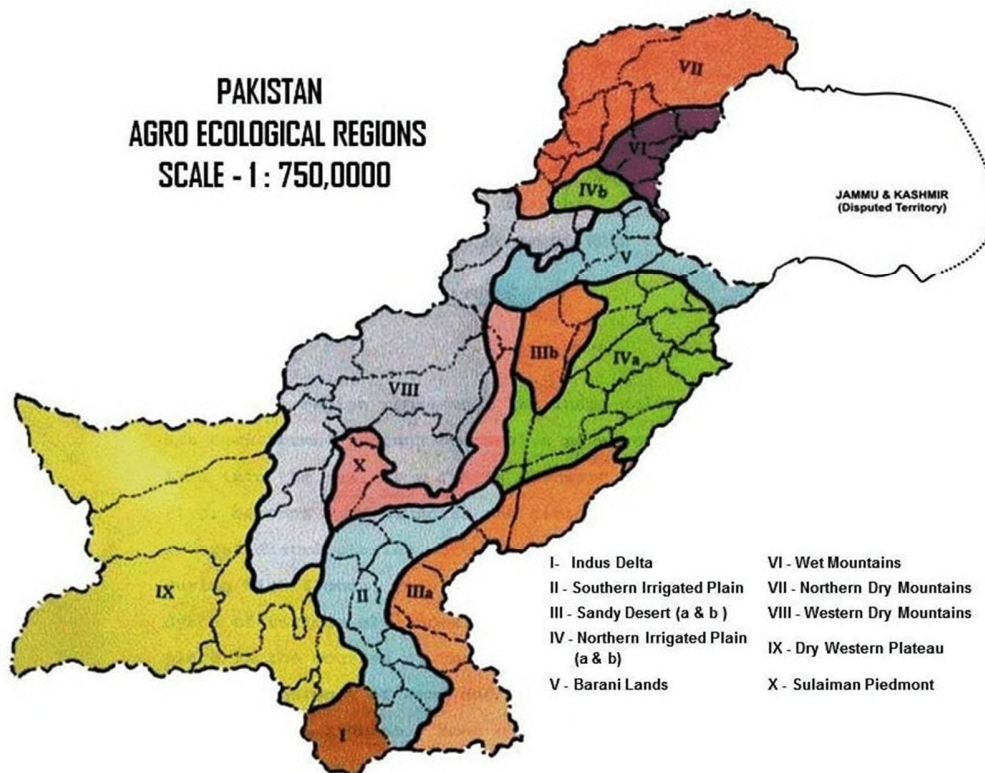 PAKISTAN
AGRO ECOLOGICAL REGIONS
SCALE - 1 : 750,0000
VII
VI
IVb
JAMMU & KASHMIR
(Disputed Territory)
V
IIIb
IVa
VIII
X
IX
II
IIIa
I
I- Indus Delta
II - Southern Irrigated Plain
III - Sandy Desert (a & b )
IV - Northern Irrigated Plain
(a & b)
V - Barani Lands
VI - Wet Mountains
VII - Northern Dry Mountains
VIII - Western Dry Mountains
IX - Dry Western Plateau
X - Sulaiman Piedmont